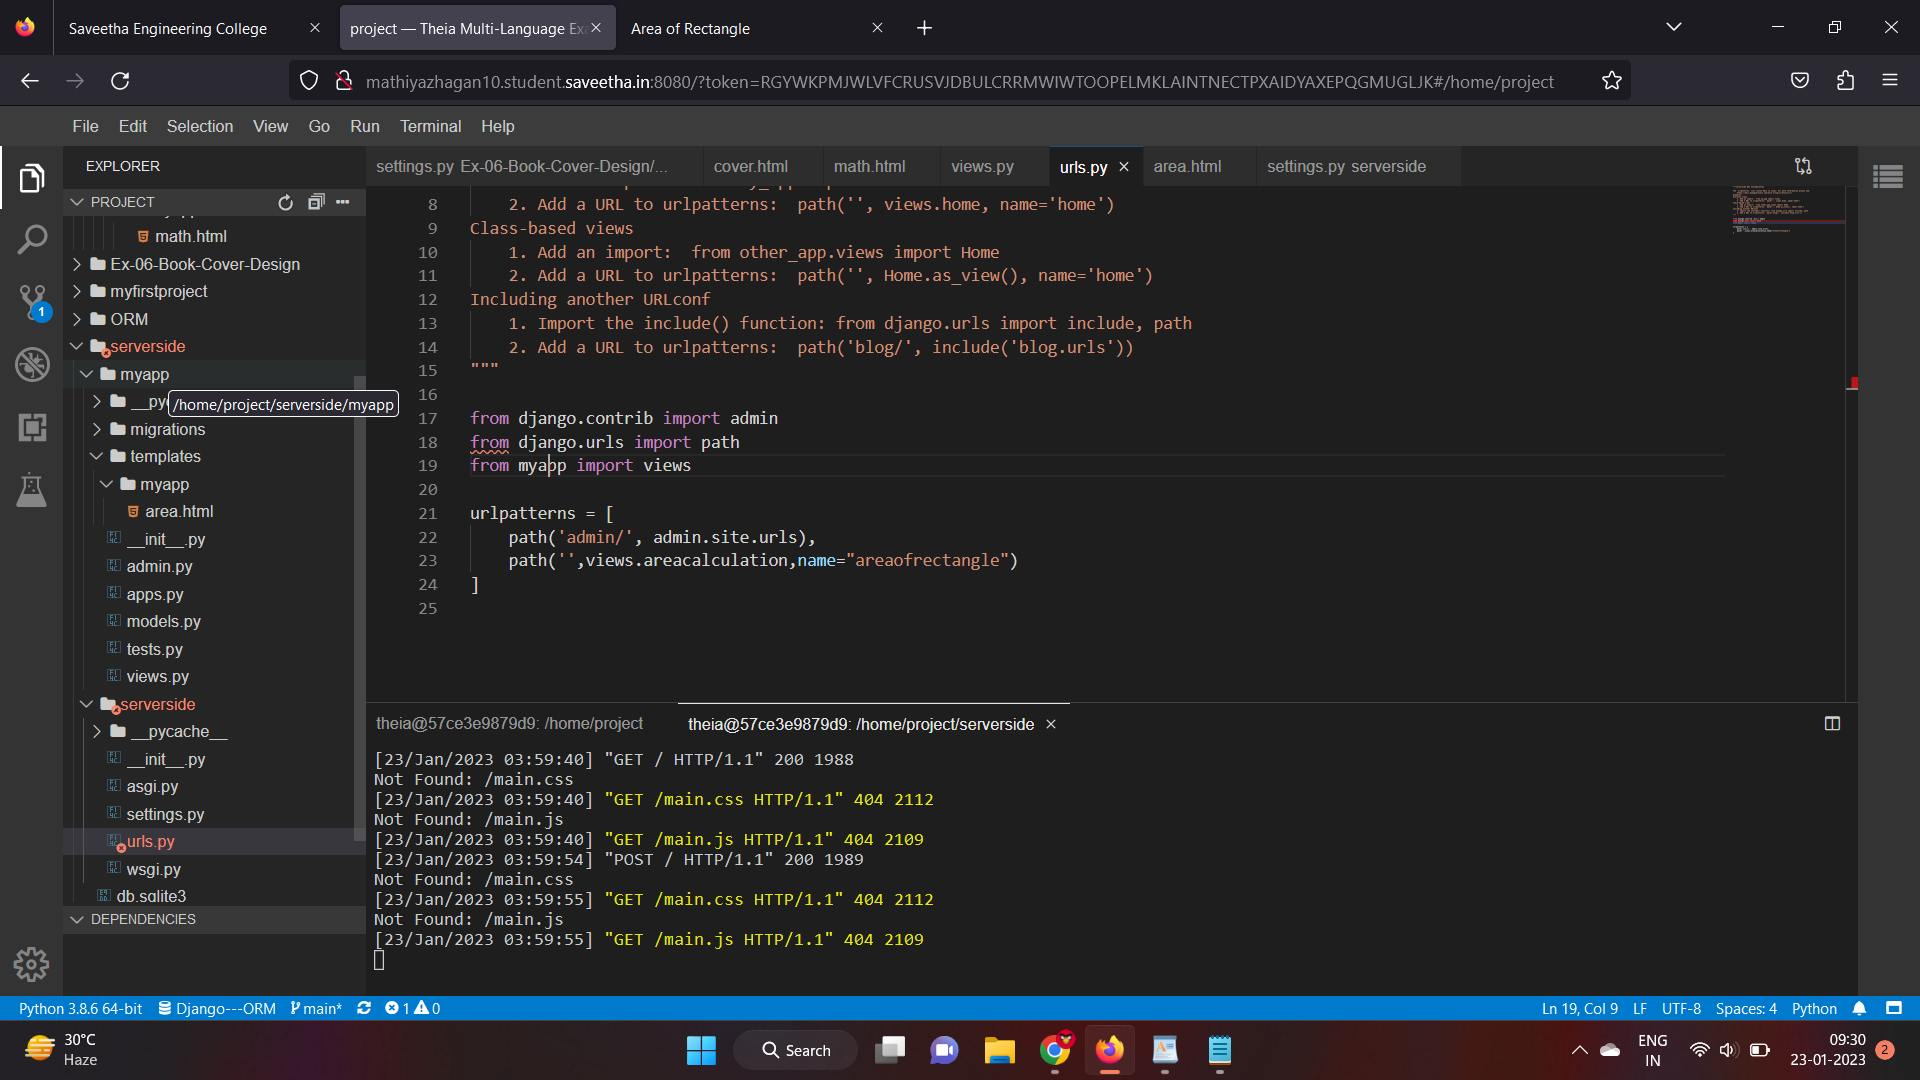 Saveetha Engineering College
project — Theia Multi-Language Ex
Area of Rectangle
mathiyazhagan10.student.saveetha.in:8080/?token=RGYWKPMJWLVFCRUSVJDBULCRRMWIWTOOPELMKLAINTNECTPXAIDYAXEPQGMUGLJK#/home/project
File Edit Selection View Go Run Terminal Help
EXPLORER
PROJECT
math.html
Ex-06-Book-Cover-Design
myfirstproject
ORM
serverside
myapp
__pyc
/home/project/serverside/myapp
migrations
templates
myapp
area.html
__init__.py
admin.py
apps.py
models.py
tests.py
views.py
serverside
__pycache__
__init__.py
asgi.py
settings.py
urls.py
wsgi.py
db.sqlite3
DEPENDENCIES
settings.py Ex-06-Book-Cover-Design/... cover.html math.html views.py urls.py area.html settings.py serverside
8 2. Add a URL to urlpatterns:  path('', views.home, name='home')
9 Class-based views
10 1. Add an import:  from other_app.views import Home
11 2. Add a URL to urlpatterns:  path('', Home.as_view(), name='home')
12 Including another URLconf
13 1. Import the include() function: from django.urls import include, path
14 2. Add a URL to urlpatterns:  path('blog/', include('blog.urls'))
15 """
16
17 from django.contrib import admin
18 from django.urls import path
19 from myapp import views
20
21 urlpatterns = [
22 path('admin/', admin.site.urls),
23 path('',views.areacalculation,name="areaofrectangle")
24 ]
25
theia@57ce3e9879d9: /home/project theia@57ce3e9879d9: /home/project/serverside
[23/Jan/2023 03:59:40] "GET / HTTP/1.1" 200 1988
Not Found: /main.css
[23/Jan/2023 03:59:40] "GET /main.css HTTP/1.1" 404 2112
Not Found: /main.js
[23/Jan/2023 03:59:40] "GET /main.js HTTP/1.1" 404 2109
[23/Jan/2023 03:59:54] "POST / HTTP/1.1" 200 1989
Not Found: /main.css
[23/Jan/2023 03:59:55] "GET /main.css HTTP/1.1" 404 2112
Not Found: /main.js
[23/Jan/2023 03:59:55] "GET /main.js HTTP/1.1" 404 2109
1
Python 3.8.6 64-bit Django---ORM main* 1 0 Ln 19, Col 9 LF UTF-8 Spaces: 4 Python
30°C
Haze
Search
ENG
IN
09:30
23-01-2023
2